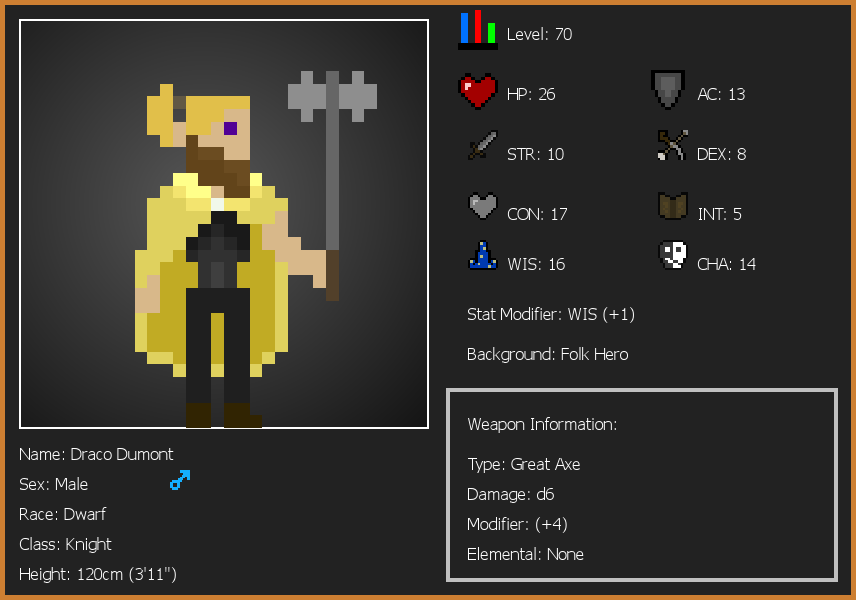 Level: 70
HP: 26
AC: 13
STR: 10
DEX: 8
CON: 17
INT: 5
WIS: 16
CHA: 14
Stat Modifier: WIS (+1)
Background: Folk Hero
Weapon Information:
Type: Great Axe
Damage: d6
Modifier: (+4)
Elemental: None
Name: Draco Dumont
Sex: Male
Race: Dwarf
Class: Knight
Height: 120cm (3'11")